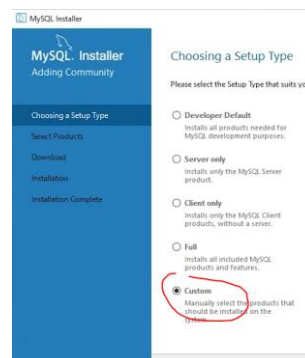 MySQL Installer
MySQL. Installer
Adding Community
Choosing a Setup Type
Select Products
Download
Installation
Installation Complete
Choosing a Setup Type
Please select the Setup Type that suits yo
Developer Default
Installs all products needed for
MySQL development purposes.
Server only
Installs only the MySQL Server
product.
Client only
Installs only the MySQL Client
products, without a server.
Full
Installs all included MySQL
products and features.
Custom
Manually select the products that
should be installed on the
system.